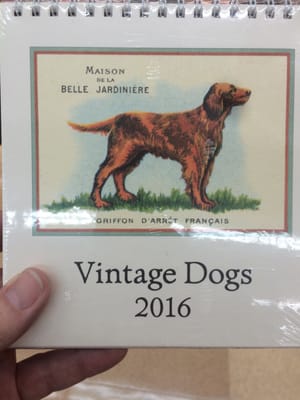 MAISON
DE LA
BELLE JARDINIÈRE
GRIFFON D'ARRÊT FRANÇAIS
Vintage Dogs
2016